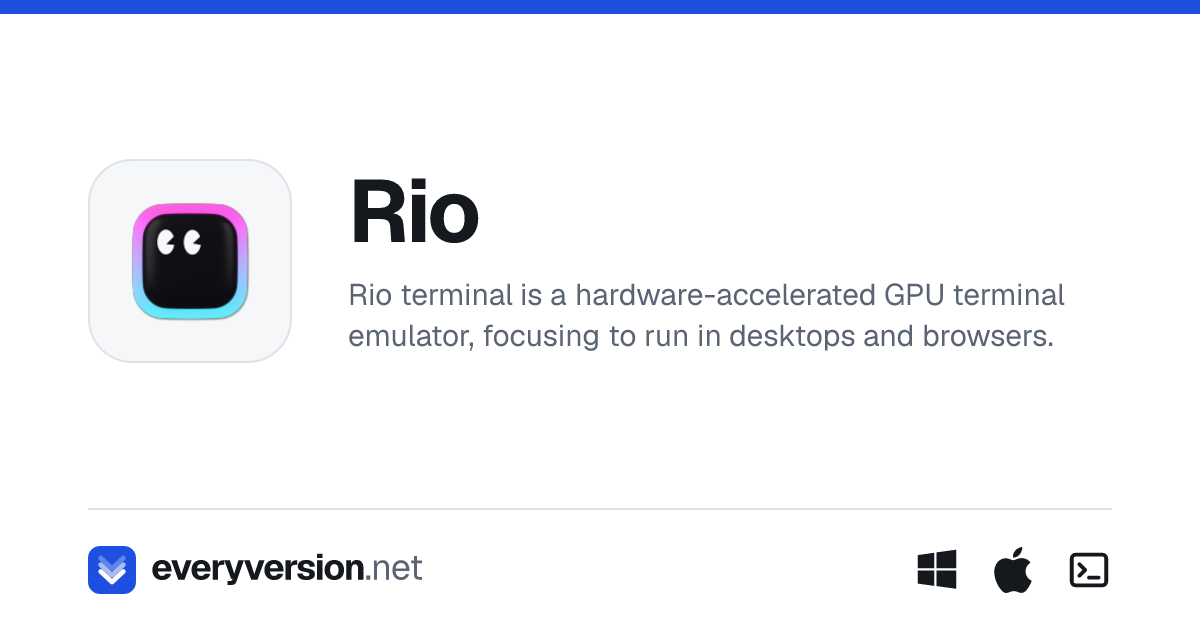 Rio
Rio terminal is a hardware-accelerated GPU terminal
emulator, focusing to run in desktops and browsers.
everyversion.net